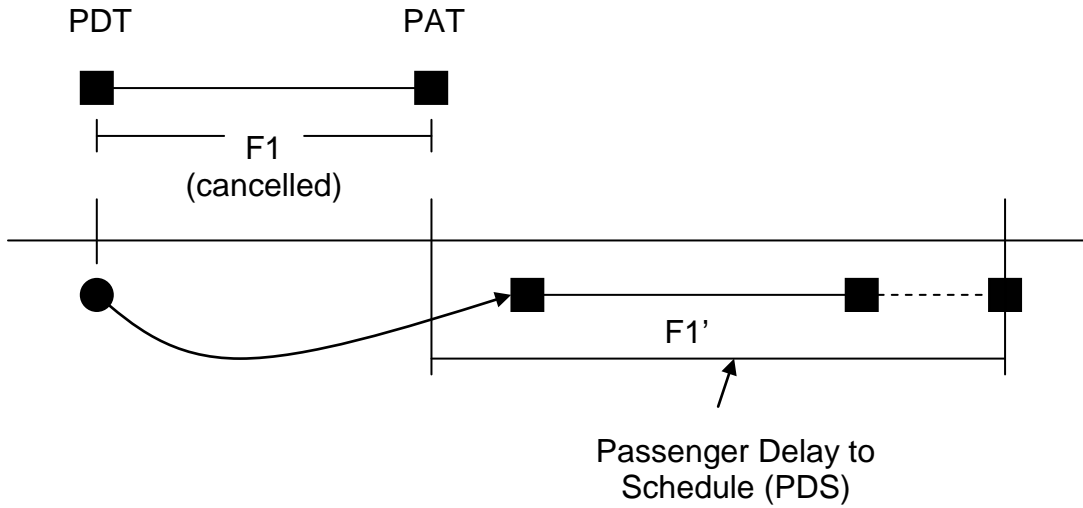 PDT
PAT
F1
(cancelled)
F1’
Passenger Delay to
Schedule (PDS)